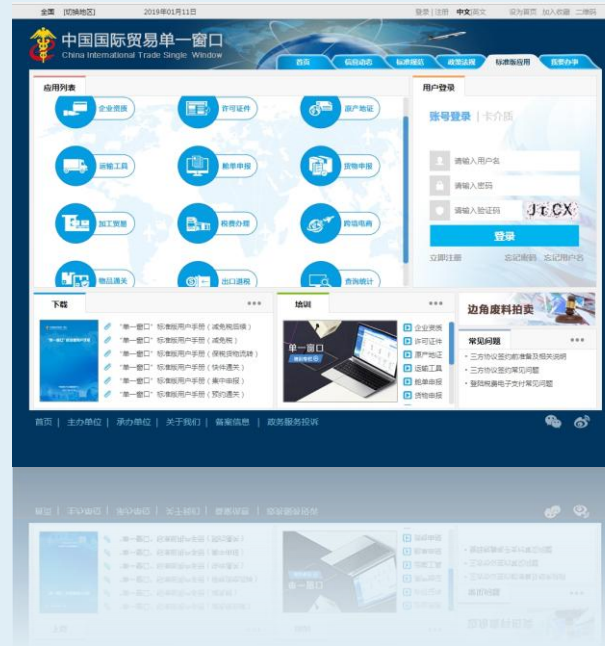 全国 [切换地区] 2019年01月11日 登录 | 注册 中文|英文 设为首页 加入收藏 二维码
中国国际贸易单一窗口
China International Trade Single Window
首页 信息动态 标准规范 政策法规 标准版应用 我要办事
应用列表
企业资质 许可证件 原产地证
运输工具 舱单申报 货物申报
加工贸易 税费办理 跨境电商
物品通关 出口退税 查询统计
用户登录
账号登录 | 卡介质
请输入用户名
请输入密码
请输入验证码
登录
立即注册 忘记密码 忘记用户名
下载
"单一窗口"标准版用户手册（减免税后续）
"单一窗口"标准版用户手册（减免税）
"单一窗口"标准版用户手册（保税货物流转）
"单一窗口"标准版用户手册（快件通关）
"单一窗口"标准版用户手册（集中申报）
"单一窗口"标准版用户手册（预约通关）
培训
单一窗口
企业资质
许可证件
原产地证
运输工具
舱单申报
货物申报
边角废料拍卖
常见问题
三方协议签约前准备及相关说明
三方协议签约常见问题
登陆税费电子支付常见问题
首页 | 主办单位 | 承办单位 | 关于我们 | 备案信息 | 政务服务投诉